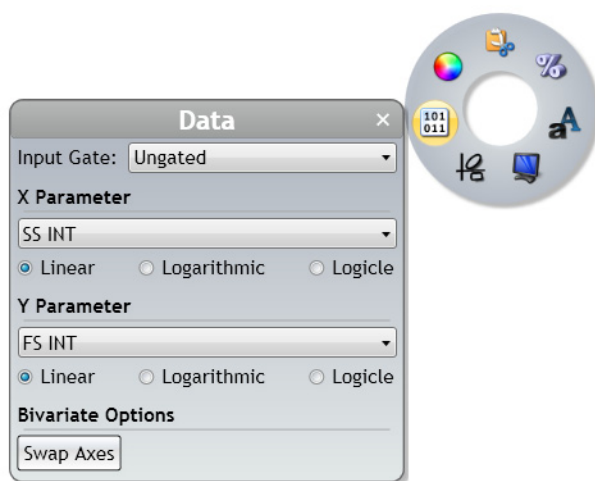 Data
Input Gate: Ungated
X Parameter
SS INT
Linear Logarithmic Logicle
Y Parameter
FS INT
Linear Logarithmic Logicle
Bivariate Options
Swap Axes
%
101
011
aA